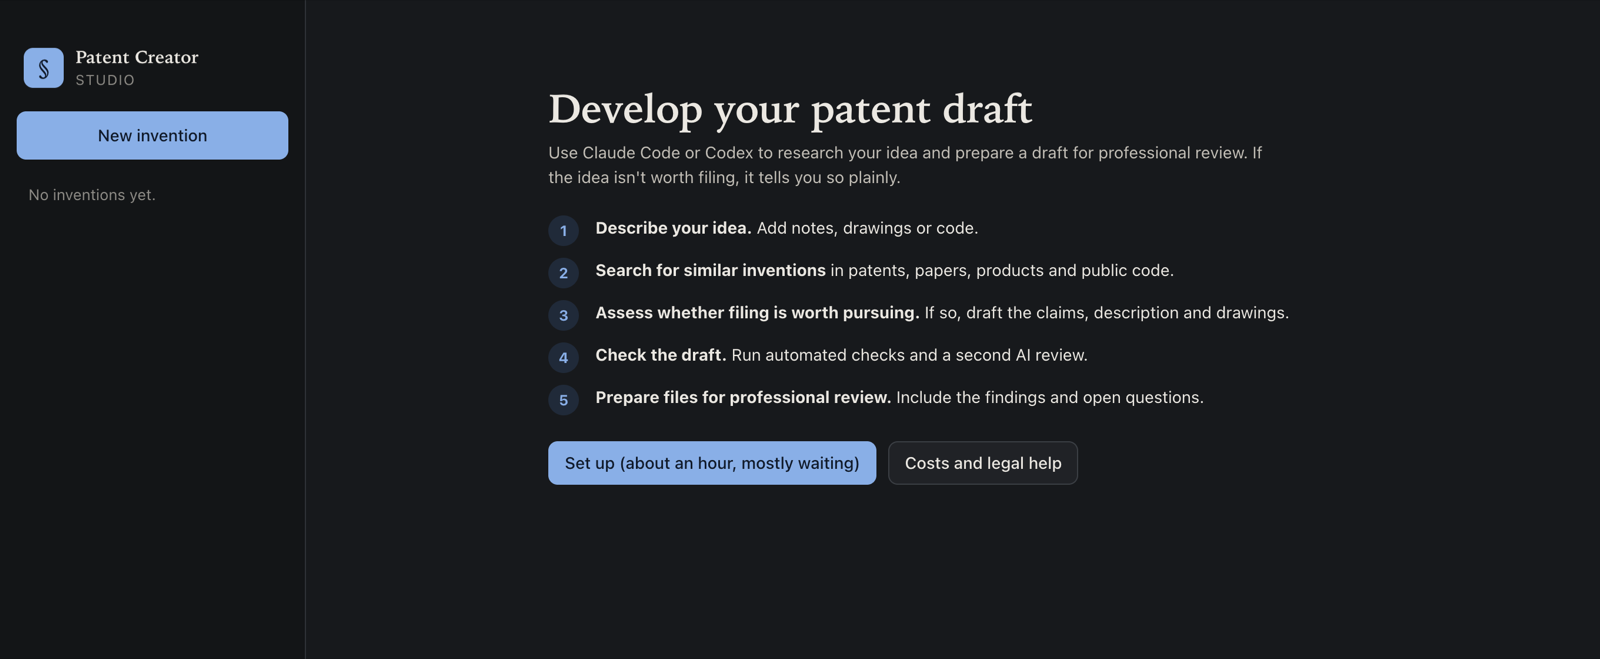 §
Patent Creator
STUDIO
New invention
No inventions yet.
Develop your patent draft
Use Claude Code or Codex to research your idea and prepare a draft for professional review. If
the idea isn't worth filing, it tells you so plainly.
1 Describe your idea. Add notes, drawings or code.
2 Search for similar inventions in patents, papers, products and public code.
3 Assess whether filing is worth pursuing. If so, draft the claims, description and drawings.
4 Check the draft. Run automated checks and a second AI review.
5 Prepare files for professional review. Include the findings and open questions.
Set up (about an hour, mostly waiting)
Costs and legal help